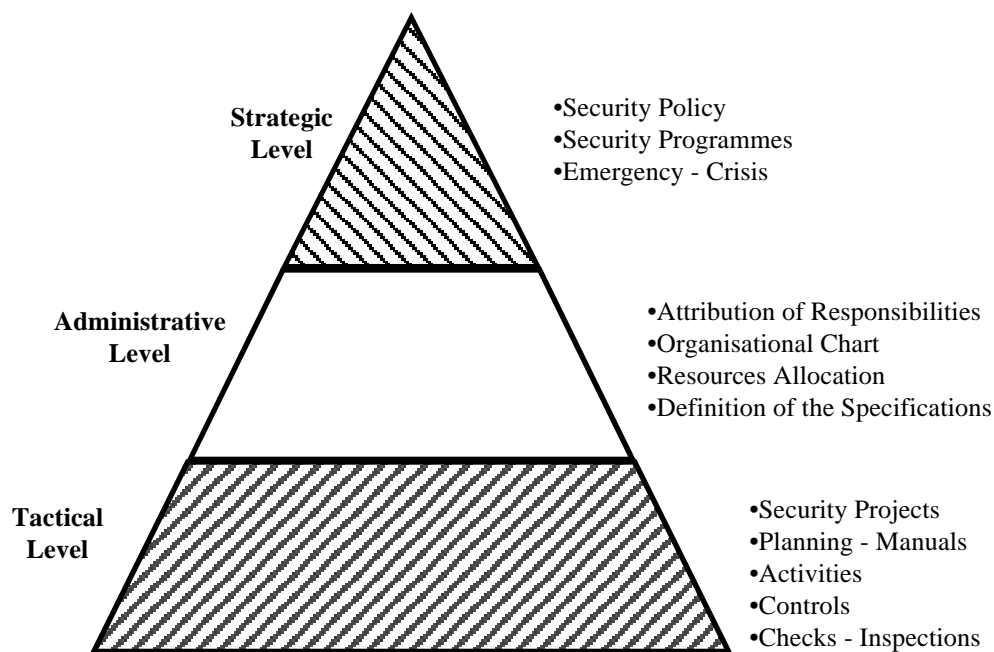 Strategic
Level
•Security Policy
•Security Programmes
•Emergency - Crisis
Administrative
Level
•Attribution of Responsibilities
•Organisational Chart
•Resources Allocation
•Definition of the Specifications
Tactical
Level
•Security Projects
•Planning - Manuals
•Activities
•Controls
•Checks - Inspections